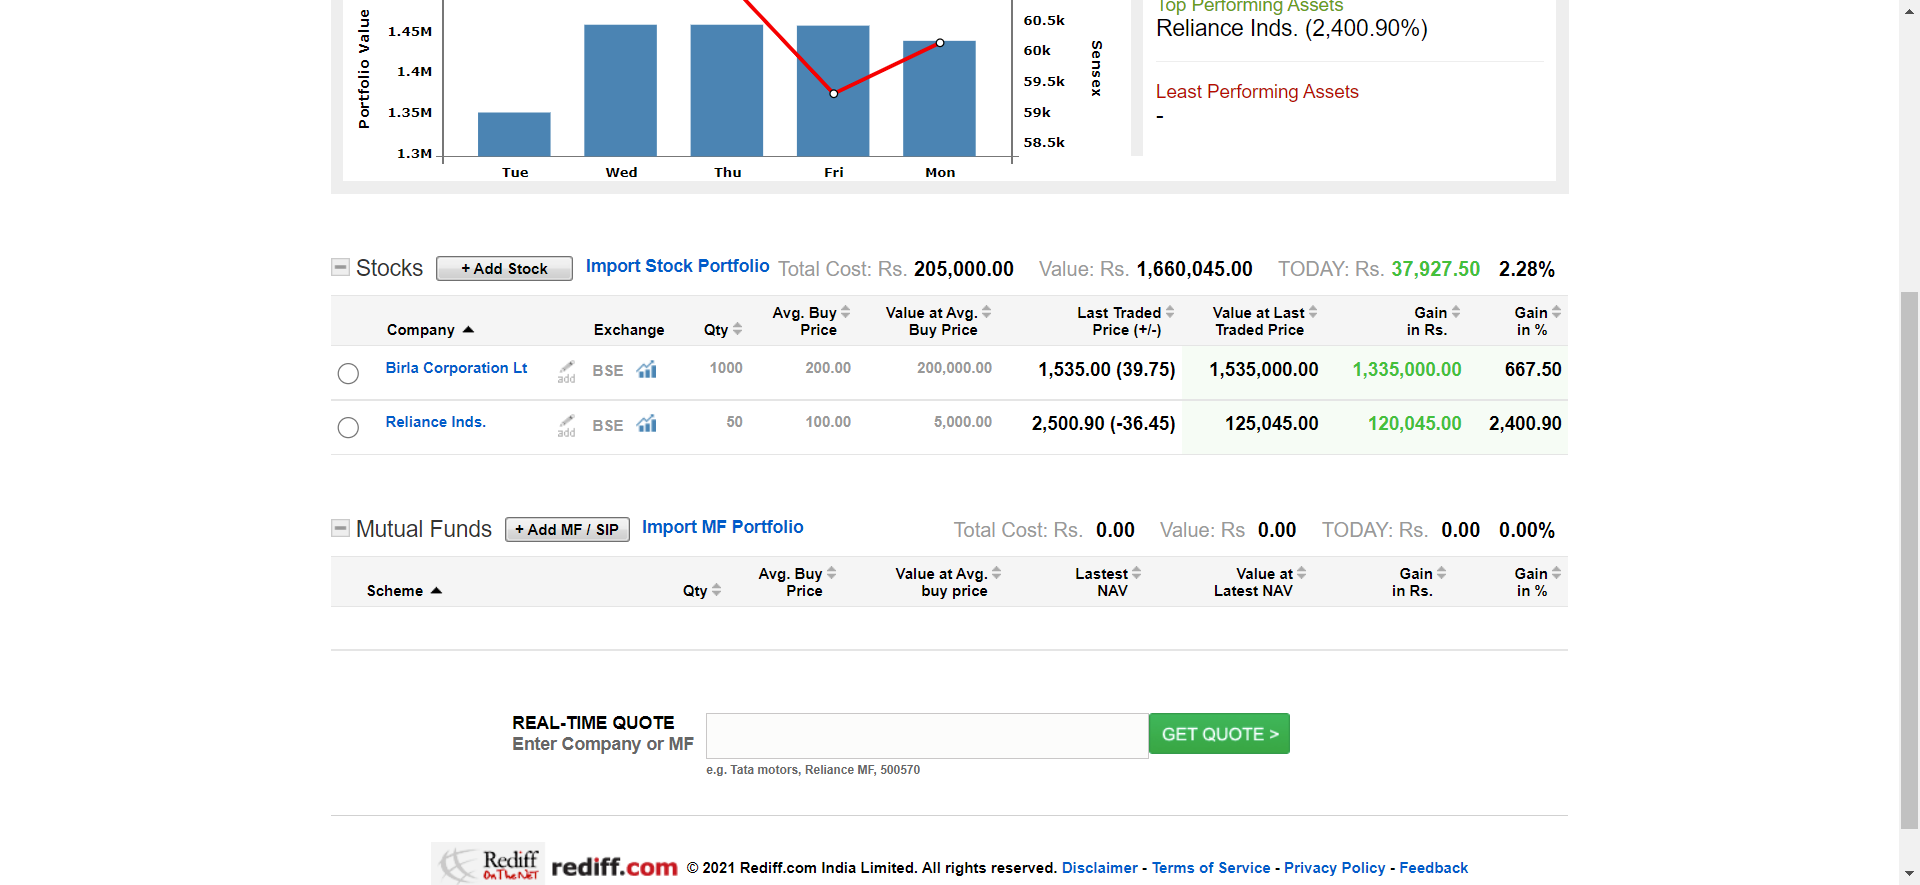 Portfolio Value
1.45M
1.4M
1.35M
1.3M
Tue Wed Thu Fri Mon
60.5k
60k
59.5k
59k
58.5k
Sensex
Top Performing Assets
Reliance Inds. (2,400.90%)
Least Performing Assets
-
Stocks + Add Stock Import Stock Portfolio Total Cost: Rs. 205,000.00 Value: Rs. 1,660,045.00 TODAY: Rs. 37,927.50 2.28%
Company Exchange Qty Avg. Buy Price Value at Avg. Buy Price Last Traded Price (+/-) Value at Last Traded Price Gain in Rs. Gain in %
Birla Corporation Lt add BSE 1000 200.00 200,000.00 1,535.00 (39.75) 1,535,000.00 1,335,000.00 667.50
Reliance Inds. add BSE 50 100.00 5,000.00 2,500.90 (-36.45) 125,045.00 120,045.00 2,400.90
Mutual Funds + Add MF / SIP Import MF Portfolio Total Cost: Rs. 0.00 Value: Rs 0.00 TODAY: Rs. 0.00 0.00%
Scheme Qty Avg. Buy Price Value at Avg. buy price Lastest NAV Value at Latest NAV Gain in Rs. Gain in %
REAL-TIME QUOTE
Enter Company or MF
GET QUOTE >
e.g. Tata motors, Reliance MF, 500570
Rediff On The NeT rediff.com © 2021 Rediff.com India Limited. All rights reserved. Disclaimer - Terms of Service - Privacy Policy - Feedback